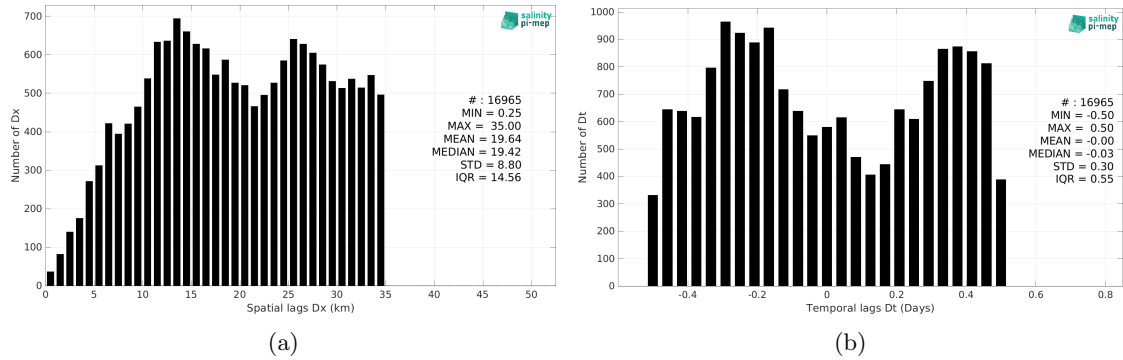 700
600
500
400
300
200
100
0
Number of Dx
salinity
pi-mep
# : 16965
MIN = 0.25
MAX = 35.00
MEAN = 19.64
MEDIAN = 19.42
STD = 8.80
IQR = 14.56
0 5 10 15 20 25 30 35 40 45 50
Spatial lags Dx (km)
(a)
1000
900
800
700
600
500
400
300
200
100
0
Number of Dt
salinity
pi-mep
# : 16965
MIN = -0.50
MAX = 0.50
MEAN = -0.00
MEDIAN = -0.03
STD = 0.30
IQR = 0.55
-0.4 -0.2 0 0.2 0.4 0.6 0.8
Temporal lags Dt (Days)
(b)